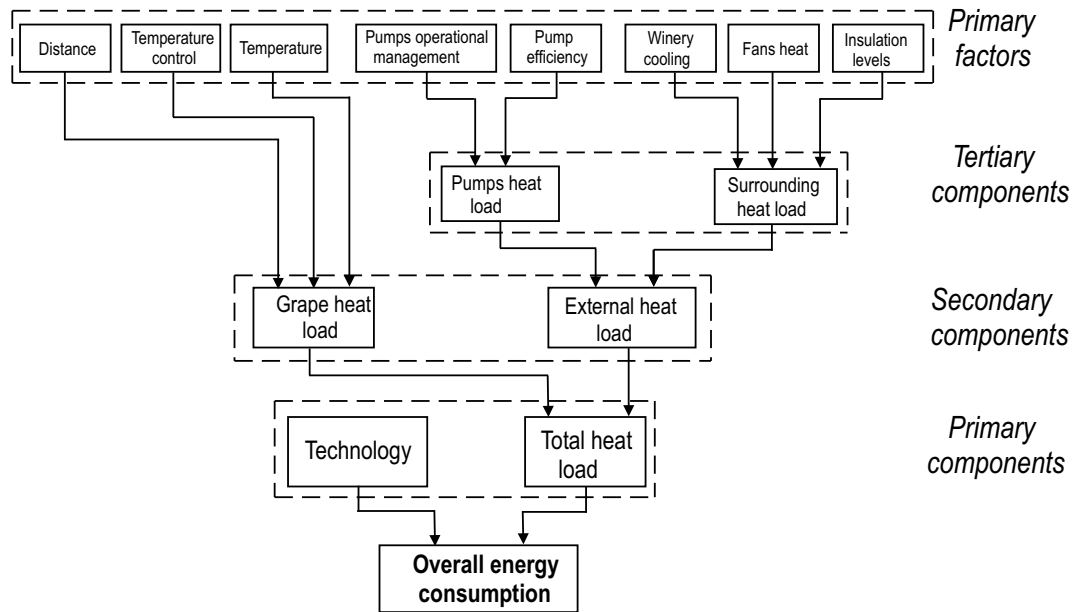 Distance
Temperature
control
Temperature
Pumps operational
management
Pump
efficiency
Winery
cooling
Fans heat
Insulation
levels
Primary
factors
Pumps heat
load
Surrounding
heat load
Tertiary
components
Grape heat
load
External heat
load
Secondary
components
Technology
Total heat
load
Primary
components
Overall energy
consumption